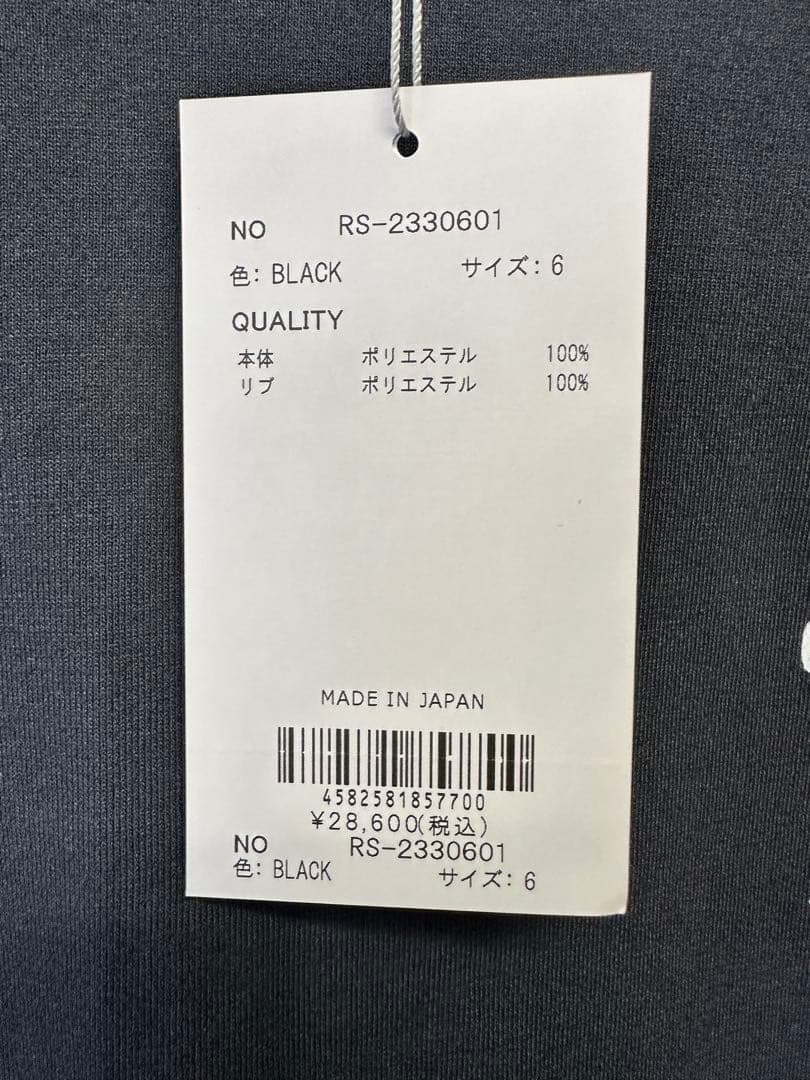 NO RS-2330601
色: BLACK サイズ: 6
QUALITY
本体 ポリエステル 100%
リブ ポリエステル 100%
MADE IN JAPAN
4582581857700
¥28,600(税込)
NO RS-2330601
色: BLACK サイズ: 6